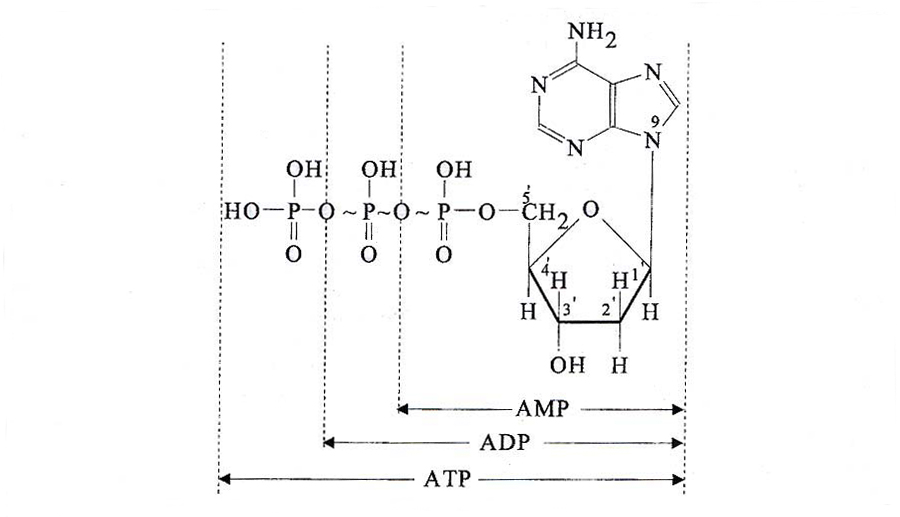 NH2
N N
9
N N
OH OH OH
HO—P—O ~ P~O ~ P—O—CH2 O
5'
O O O
4' H H 1'
H 3' 2' H
OH H
AMP
ADP
ATP